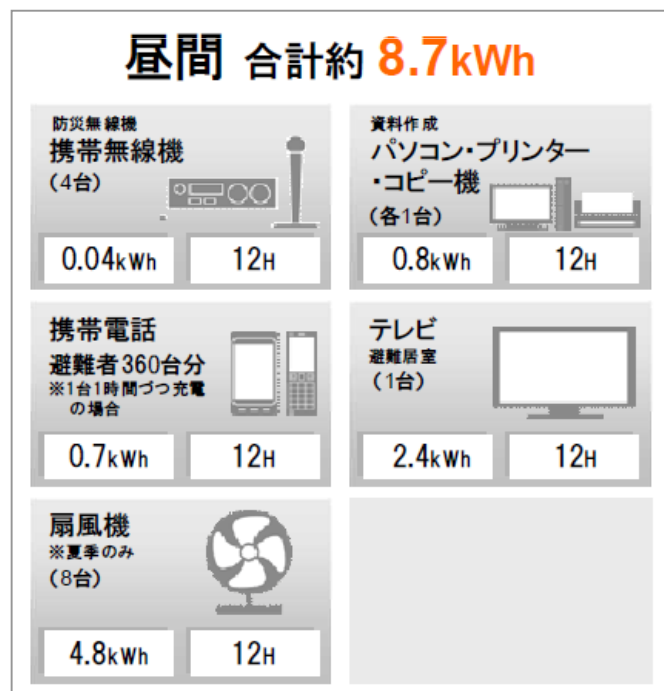 昼間 合計約 8.7kWh
防災無線機
携帯無線機
(4台)
0.04kWh
12H
資料作成
パソコン・プリンター
・コピー機
(各1台)
0.8kWh
12H
携帯電話
避難者360台分
※1台1時間づつ充電
の場合
0.7kWh
12H
テレビ
避難居室
(1台)
2.4kWh
12H
扇風機
※夏季のみ
(8台)
4.8kWh
12H